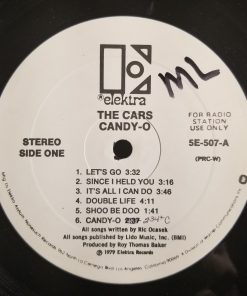 ML
elektra
THE CARS
CANDY-O
STEREO
SIDE ONE
FOR RADIO
STATION
USE ONLY
5E-507-A
(PRC-W)
1. LET'S GO 3:32
2. SINCE I HELD YOU 3:16
3. IT'S ALL I CAN DO 3:46
4. DOUBLE LIFE 4:11
5. SHOO BE DOO 1:41
6. CANDY-O 2:37
All songs written by Ric Ocasek
All songs published by Lido Music, Inc. (BMI)
Produced by Roy Thomas Baker
℗ 1979 Elektra Records